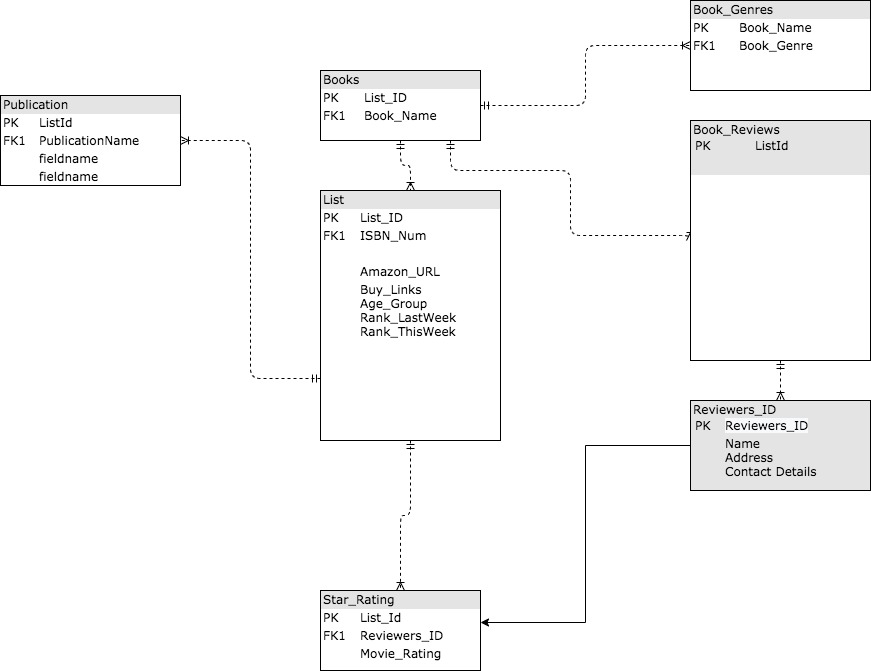 Book_Genres
PK Book_Name
FK1 Book_Genre
Books
PK List_ID
FK1 Book_Name
Publication
PK ListId
FK1 PublicationName
fieldname
fieldname
Book_Reviews
PK ListId
List
PK List_ID
FK1 ISBN_Num
Amazon_URL
Buy_Links
Age_Group
Rank_LastWeek
Rank_ThisWeek
Reviewers_ID
PK Reviewers_ID
Name
Address
Contact Details
Star_Rating
PK List_Id
FK1 Reviewers_ID
Movie_Rating